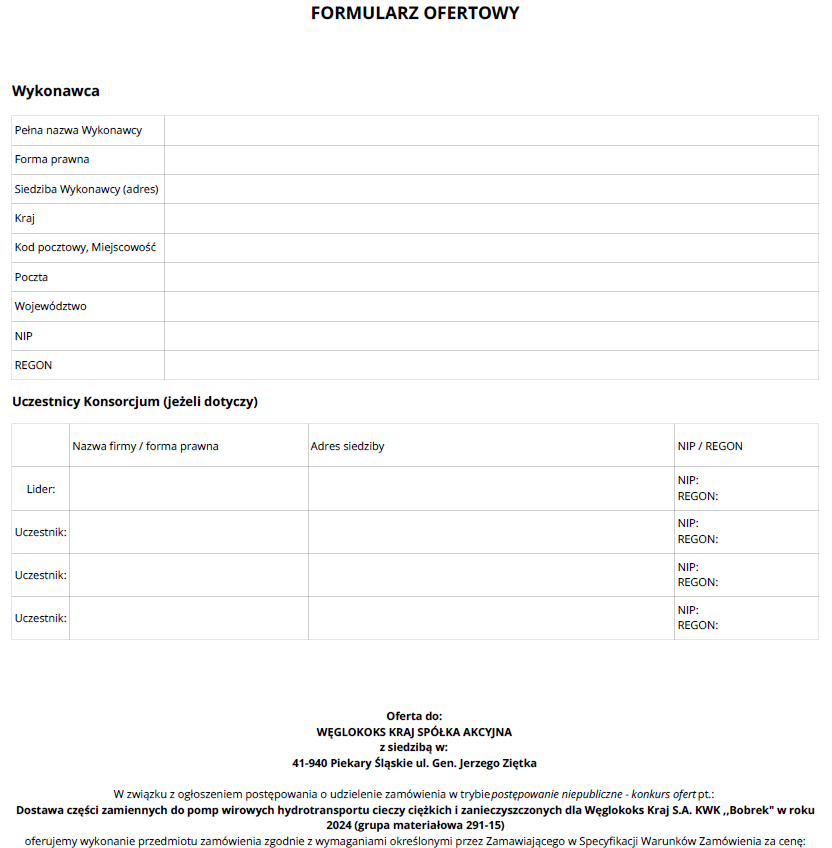 FORMULARZ OFERTOWY
Wykonawca
Pełna nazwa Wykonawcy
Forma prawna
Siedziba Wykonawcy (adres)
Kraj
Kod pocztowy, Miejscowość
Poczta
Województwo
NIP
REGON
Uczestnicy Konsorcjum (jeżeli dotyczy)
Nazwa firmy / forma prawna Adres siedziby NIP / REGON
Lider: NIP:
REGON:
Uczestnik: NIP:
REGON:
Uczestnik: NIP:
REGON:
Uczestnik: NIP:
REGON:
Oferta do:
WĘGLOKOKS KRAJ SPÓŁKA AKCYJNA
z siedzibą w:
41-940 Piekary Śląskie ul. Gen. Jerzego Ziętka
W związku z ogłoszeniem postępowania o udzielenie zamówienia w trybie postępowanie niepubliczne - konkurs ofert pt.:
Dostawa części zamiennych do pomp wirowych hydrotransportu cieczy ciężkich i zanieczyszczonych dla Węglokoks Kraj S.A. KWK ,,Bobrek" w roku
2024 (grupa materiałowa 291-15)
oferujemy wykonanie przedmiotu zamówienia zgodnie z wymaganiami określonymi przez Zamawiającego w Specyfikacji Warunków Zamówienia za cenę: